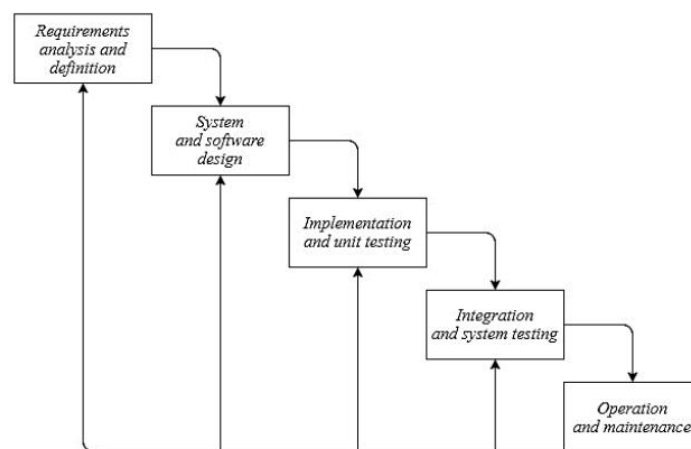 Requirements
analysis and
definition
System
and software
design
Implementation
and unit testing
Integration
and system testing
Operation
and maintenance